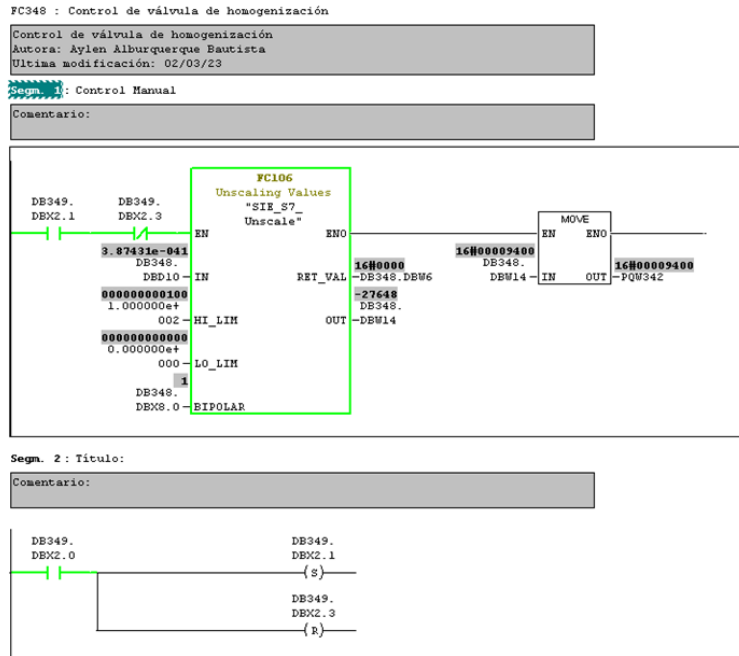 FC348 : Control de válvula de homogenización
Control de válvula de homogenización
Autora: Aylen Alburquerque Bautista
Ultima modificación: 02/03/23
Segm. 1: Control Manual
Comentario:
FC106
Unscaling Values
"SIE_S7_
Unscale"
DB349.
DBX2.1
DB349.
DBX2.3
EN
ENO
3.87431e-041
DB348.
DBD10
IN
000000000100
1.000000e+
002
HI_LIM
000000000000
0.000000e+
000
LO_LIM
1
DB348.
DBX8.0
BIPOLAR
16#0000
RET_VAL
DB348.DBW6
-27648
DB348.
OUT
DBW14
MOVE
EN
ENO
16#00009400
DB348.
DBW14
IN
16#00009400
OUT
PQW342
Segm. 2 : Título:
Comentario:
DB349.
DBX2.0
DB349.
DBX2.1
S
DB349.
DBX2.3
R